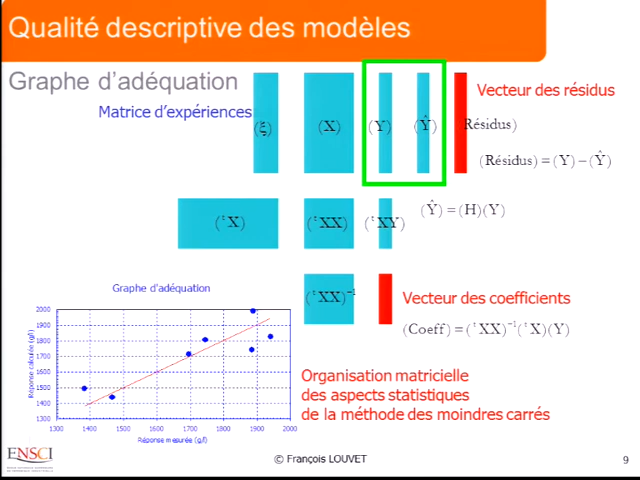 Qualité descriptive des modèles
Graphe d'adéquation
Matrice d'expériences
(ξ)
(X)
(Y)
(Ŷ)
Résidus)
Vecteur des résidus
(Résidus) = (Y) − (Ŷ)
(ᵗX)
(ᵗXX)
(ᵗXY)
(Ŷ) = (H)(Y)
(ᵗXX)⁻¹
Vecteur des coefficients
(Coeff) = (ᵗXX)⁻¹(ᵗX)(Y)
Graphe d'adéquation
Réponse calculée (g/l)
2000
1900
1800
1700
1600
1500
1400
1300
1300 1400 1500 1600 1700 1800 1900 2000
Réponse mesurée (g/l)
Organisation matricielle
des aspects statistiques
de la méthode des moindres carrés
ENSCI
© François LOUVET
9